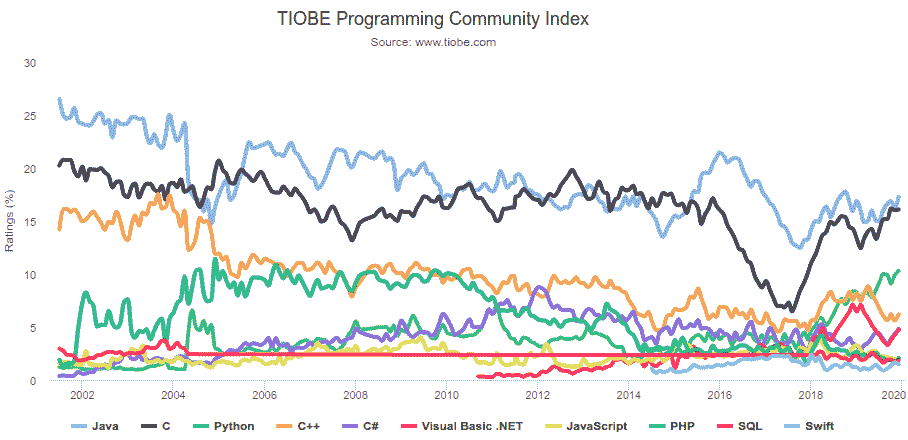 TIOBE Programming Community Index
Source: www.tiobe.com
30
25
20
15
10
5
0
Ratings (%)
2002 2004 2006 2008 2010 2012 2014 2016 2018 2020
Java C Python C++ C# Visual Basic .NET JavaScript PHP SQL Swift